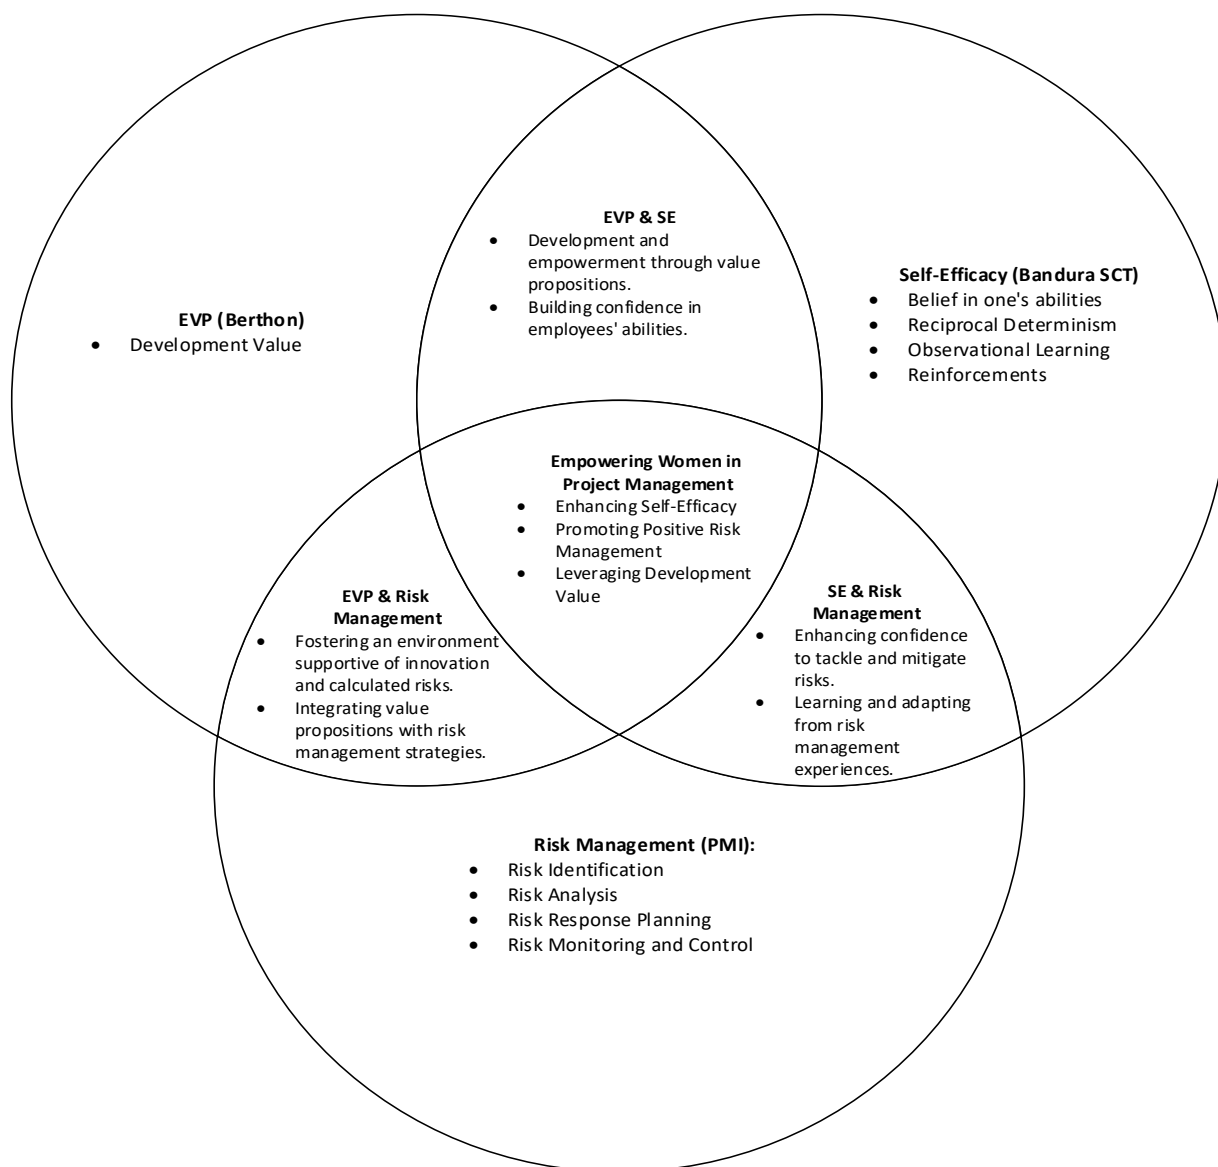 EVP & SE
• Development and
empowerment through value
propositions.
• Building confidence in
employees' abilities.
Self-Efficacy (Bandura SCT)
• Belief in one's abilities
• Reciprocal Determinism
• Observational Learning
• Reinforcements
EVP (Berthon)
• Development Value
Empowering Women in
Project Management
• Enhancing Self-Efficacy
• Promoting Positive Risk
Management
• Leveraging Development
Value
EVP & Risk
Management
• Fostering an environment
supportive of innovation
and calculated risks.
• Integrating value
propositions with risk
management strategies.
SE & Risk
Management
• Enhancing confidence
to tackle and mitigate
risks.
• Learning and adapting
from risk
management
experiences.
Risk Management (PMI):
• Risk Identification
• Risk Analysis
• Risk Response Planning
• Risk Monitoring and Control